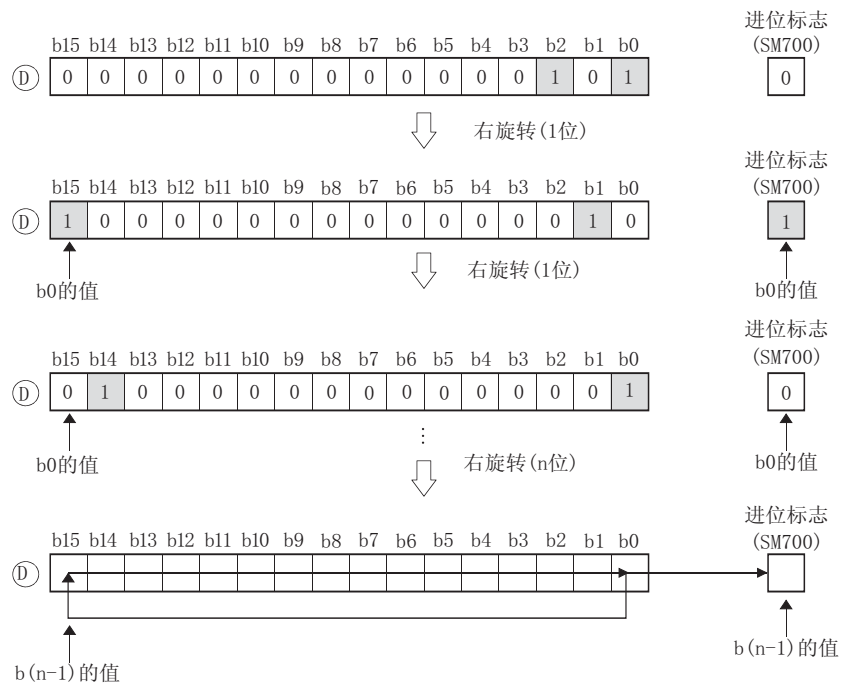 进位标志
(SM700)
b15 b14 b13 b12 b11 b10 b9 b8 b7 b6 b5 b4 b3 b2 b1 b0
D 0 0 0 0 0 0 0 0 0 0 0 0 0 1 0 1 0
右旋转(1位)
进位标志
(SM700)
b15 b14 b13 b12 b11 b10 b9 b8 b7 b6 b5 b4 b3 b2 b1 b0
D 1 0 0 0 0 0 0 0 0 0 0 0 0 0 1 0 1
b0的值 右旋转(1位) b0的值
进位标志
(SM700)
b15 b14 b13 b12 b11 b10 b9 b8 b7 b6 b5 b4 b3 b2 b1 b0
D 0 1 0 0 0 0 0 0 0 0 0 0 0 0 0 1 0
b0的值 ⋮ 右旋转(n位) b0的值
进位标志
(SM700)
b15 b14 b13 b12 b11 b10 b9 b8 b7 b6 b5 b4 b3 b2 b1 b0
D
b(n-1)的值 b(n-1)的值